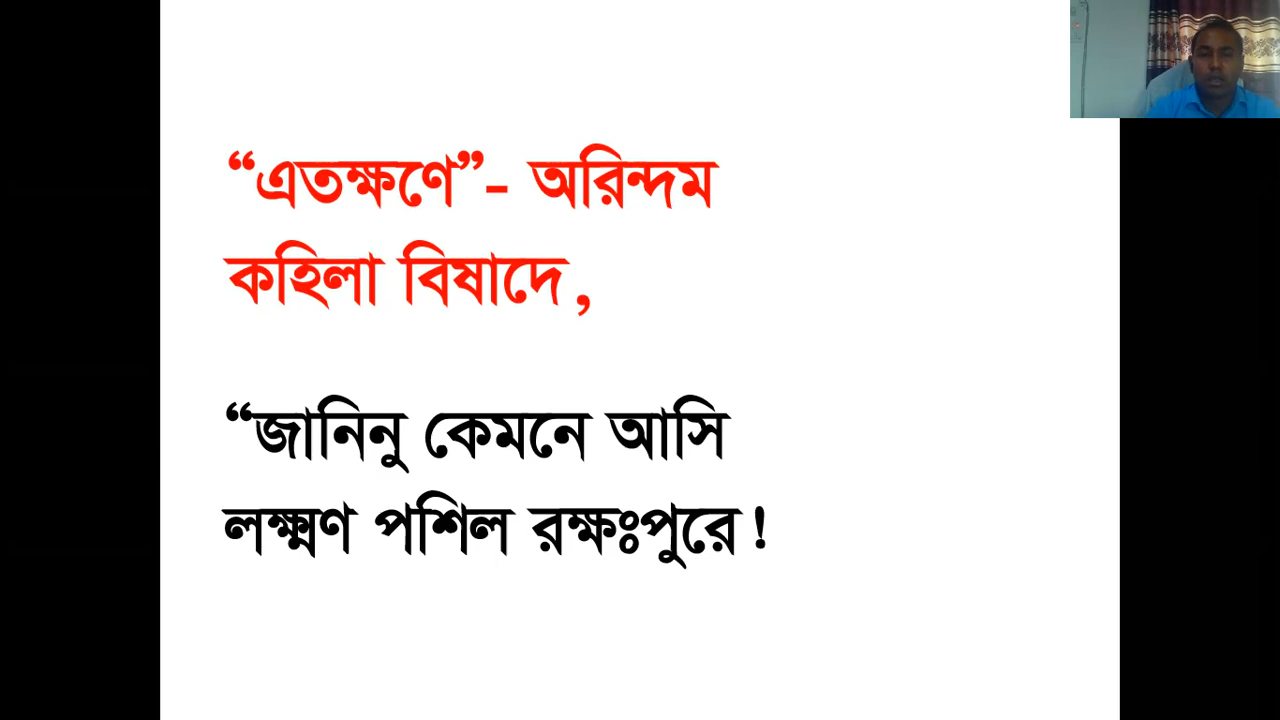 “এতক্ষণে”- অরিন্দম
কহিলা বিষাদে,
“জানিনু কেমনে আসি
লক্ষ্মণ পশিল রক্ষঃপুরে!